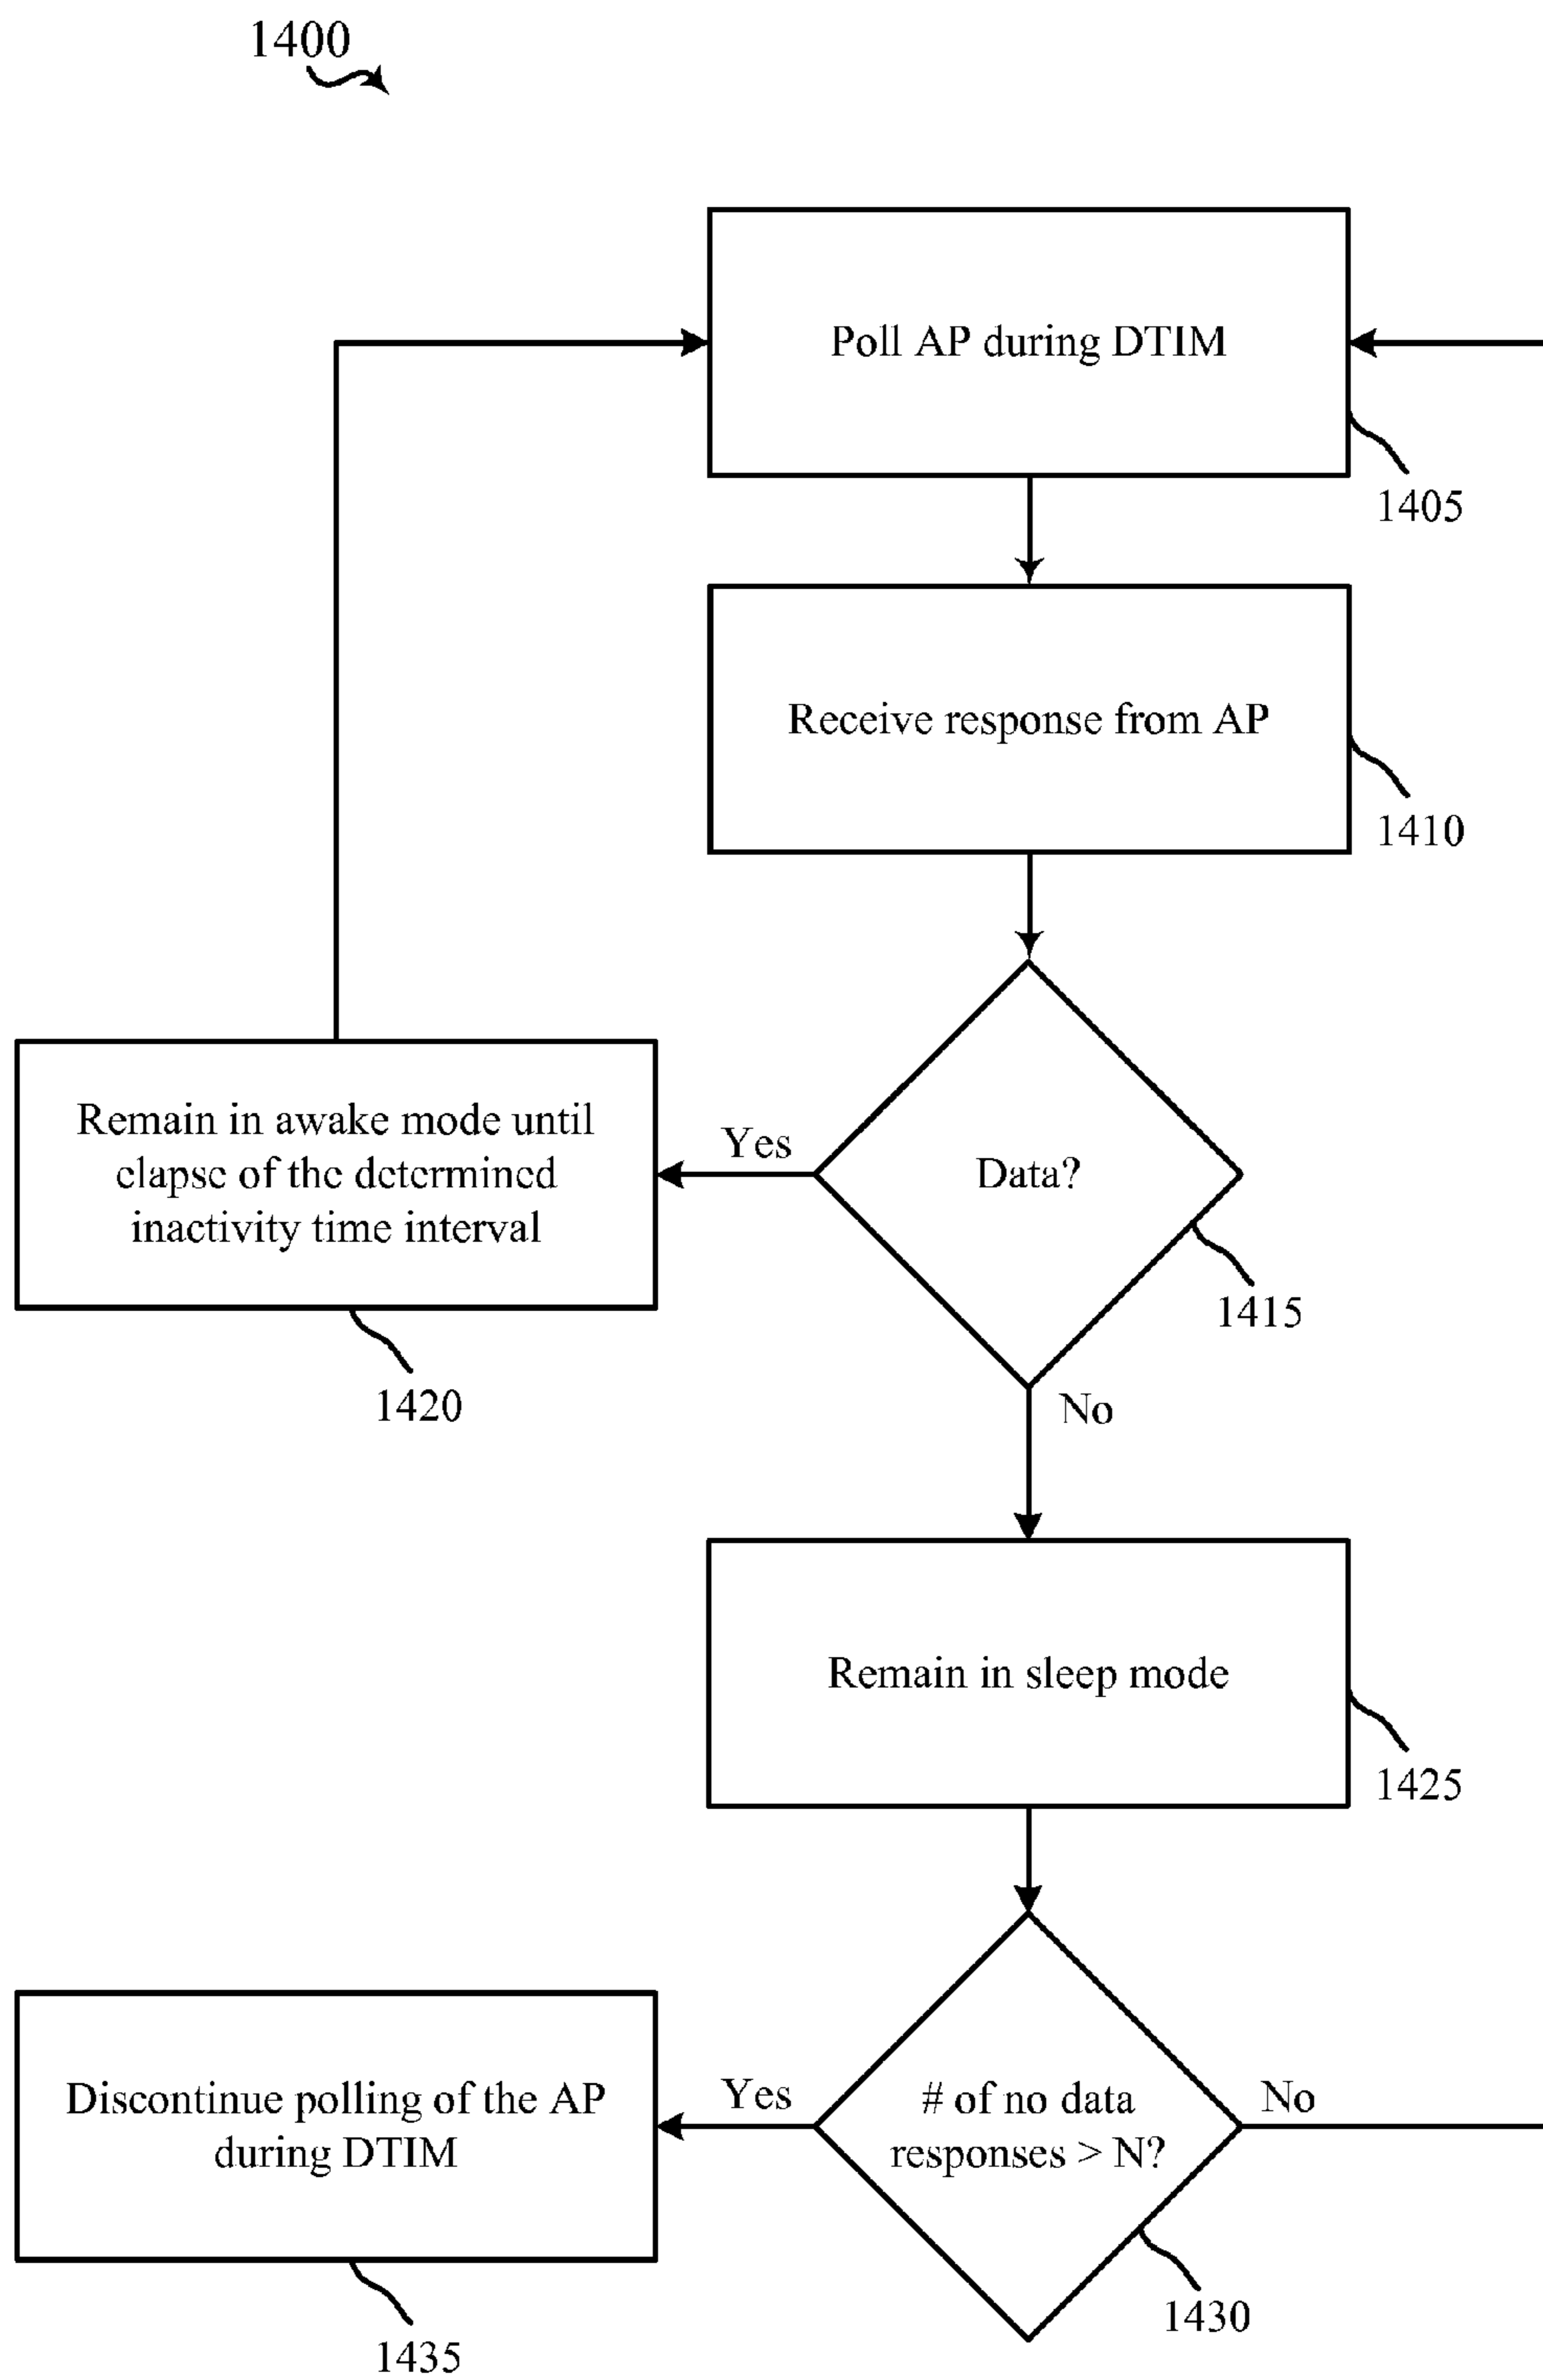 1400
Poll AP during DTIM
1405
Receive response from AP
1410
Data?
1415
Yes
Remain in awake mode until
elapse of the determined
inactivity time interval
1420
No
Remain in sleep mode
1425
# of no data
responses > N?
1430
Yes
No
Discontinue polling of the AP
during DTIM
1435